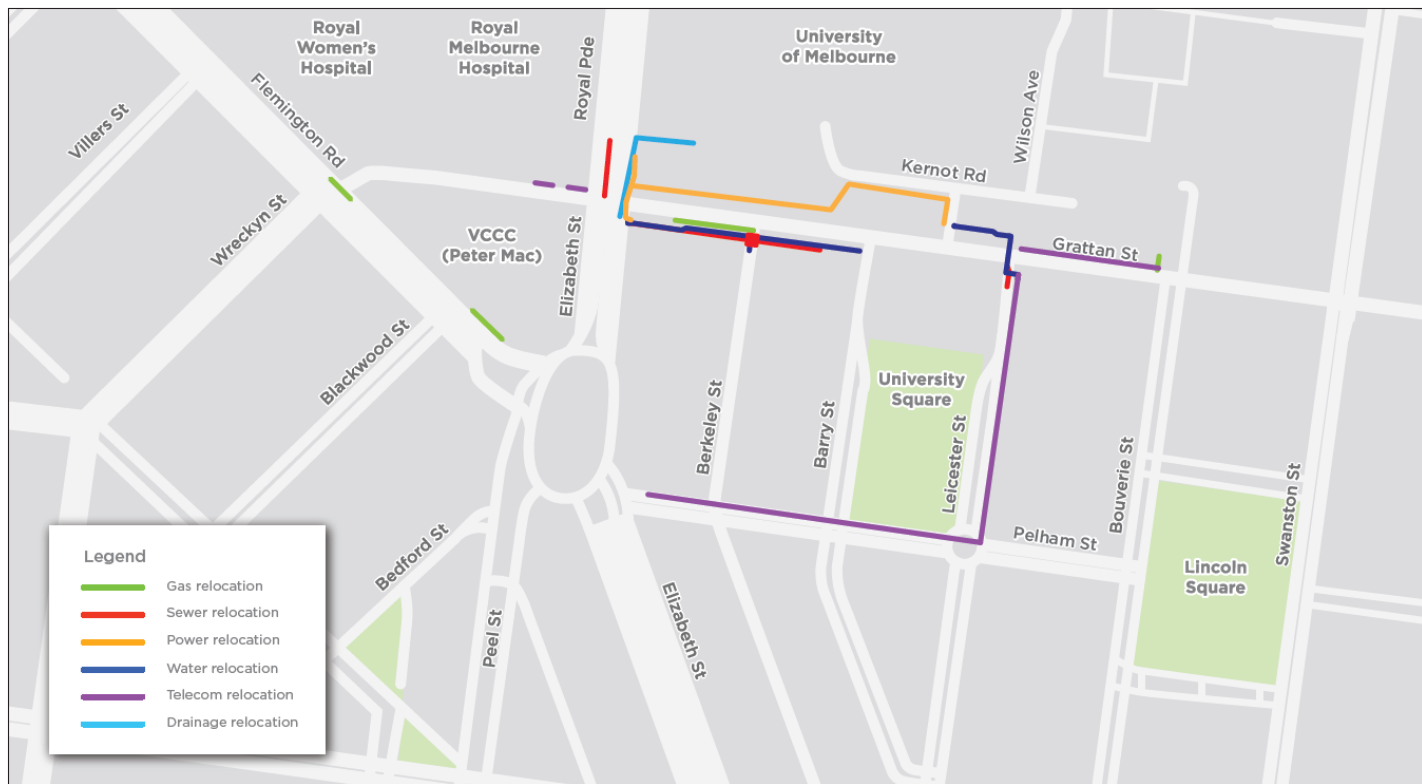 Royal
Women's
Hospital
Royal
Melbourne
Hospital
University
of Melbourne
Royal Pde
Flemington Rd
Villers St
Wilson Ave
Kernot Rd
Wreckyn St
VCCC
(Peter Mac)
Elizabeth St
Grattan St
Blackwood St
University
Square
Berkeley St
Barry St
Leicester St
Bouverie St
Swanston St
Pelham St
Lincoln
Square
Bedford St
Peel St
Elizabeth St
Legend
Gas relocation
Sewer relocation
Power relocation
Water relocation
Telecom relocation
Drainage relocation